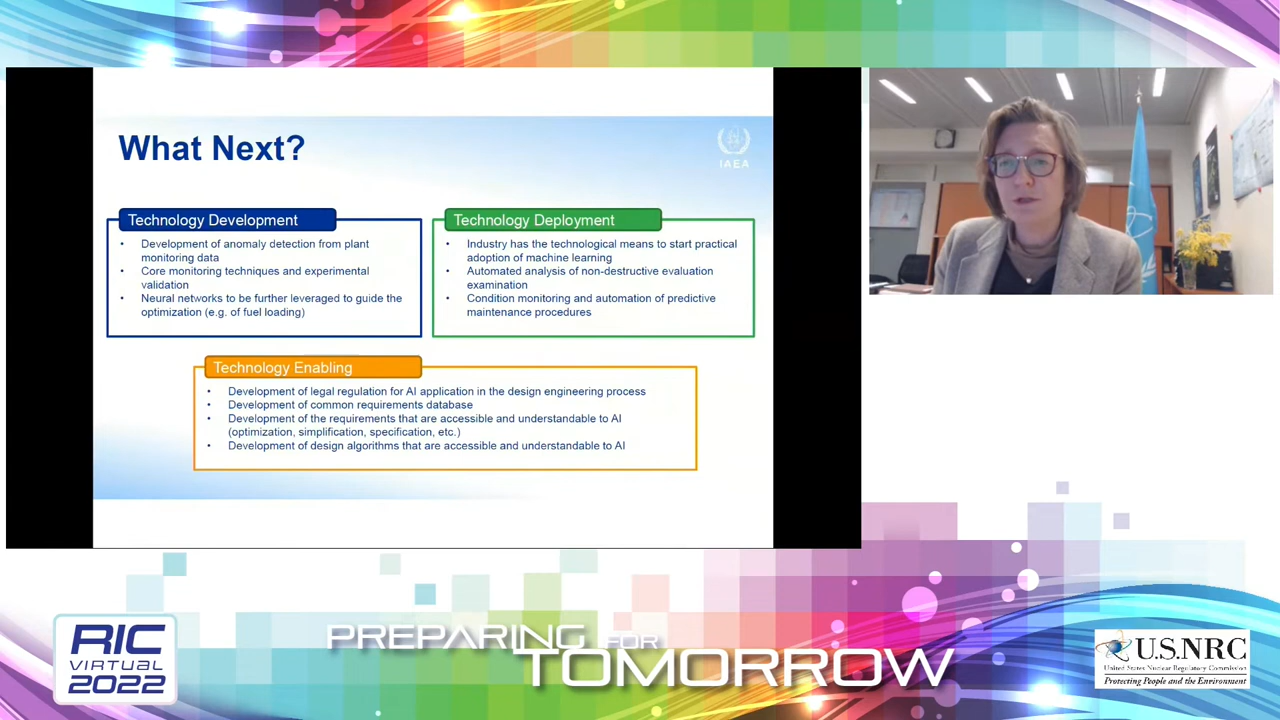 What Next?
IAEA
Technology Development
• Development of anomaly detection from plant
monitoring data
• Core monitoring techniques and experimental
validation
• Neural networks to be further leveraged to guide the
optimization (e.g. of fuel loading)
Technology Deployment
• Industry has the technological means to start practical
adoption of machine learning
• Automated analysis of non-destructive evaluation
examination
• Condition monitoring and automation of predictive
maintenance procedures
Technology Enabling
• Development of legal regulation for AI application in the design engineering process
• Development of common requirements database
• Development of the requirements that are accessible and understandable to AI
(optimization, simplification, specification, etc.)
• Development of design algorithms that are accessible and understandable to AI
RIC
VIRTUAL
2022
PREPARING FOR
TOMORROW
U.S.NRC
United States Nuclear Regulatory Commission
Protecting People and the Environment